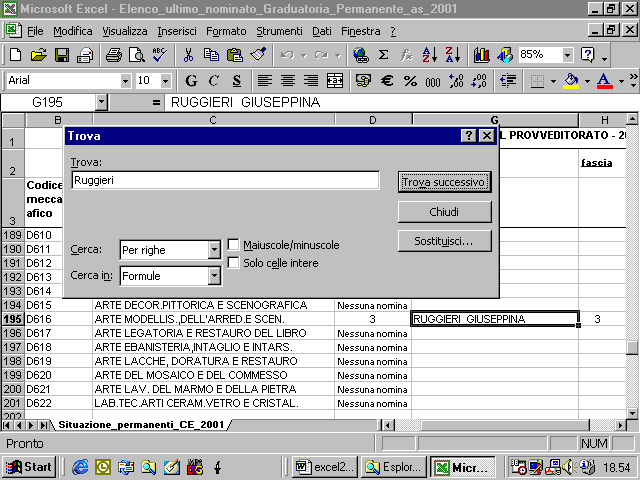 Microsoft Excel - Elenco_ultimo_nominato_Graduatoria_Permanente_as_2001
File Modifica Visualizza Inserisci Formato Strumenti Dati Finestra ?
85%
Arial 10 G C S € % 000
G195 = RUGGIERI GIUSEPPINA
B C D G H
1 L PROVVEDITORATO - 20
2 fascia
3 Codice
mecca
afico
Trova
Trova:
Ruggieri
Trova successivo
Chiudi
Sostituisci...
Cerca: Per righe Maiuscole/minuscole
Solo celle intere
Cerca in: Formule
189 D610
190 D611
191 D612
192 D613
193 D614
194 D615 ARTE DECOR.PITTORICA E SCENOGRAFICA Nessuna nomina
195 D616 ARTE MODELLIS.,DELL'ARRED.E SCEN. 3 RUGGIERI GIUSEPPINA 3
196 D617 ARTE LEGATORIA E RESTAURO DEL LIBRO Nessuna nomina
197 D618 ARTE EBANISTERIA,INTAGLIO E INTARS. Nessuna nomina
198 D619 ARTE LACCHE, DORATURA E RESTAURO Nessuna nomina
199 D620 ARTE DEL MOSAICO E DEL COMMESSO Nessuna nomina
200 D621 ARTE LAV. DEL MARMO E DELLA PIETRA Nessuna nomina
201 D622 LAB.TEC.ARTI CERAM.VETRO E CRISTAL. Nessuna nomina
202
Situazione_permanenti_CE_2001
Pronto NUM
Start excel2... Esplor... Micr... 18.54